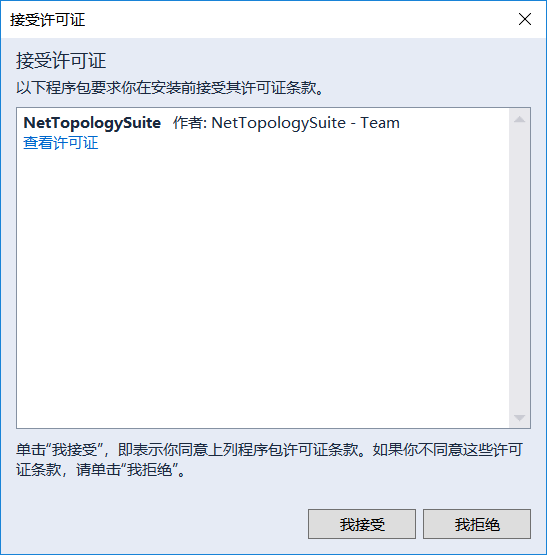 接受许可证
接受许可证
以下程序包要求你在安装前接受其许可证条款。
NetTopologySuite 作者: NetTopologySuite - Team
查看许可证
单击“我接受”，即表示你同意上列程序包许可证条款。如果你不同意这些许可
证条款，请单击“我拒绝”。
我接受 我拒绝